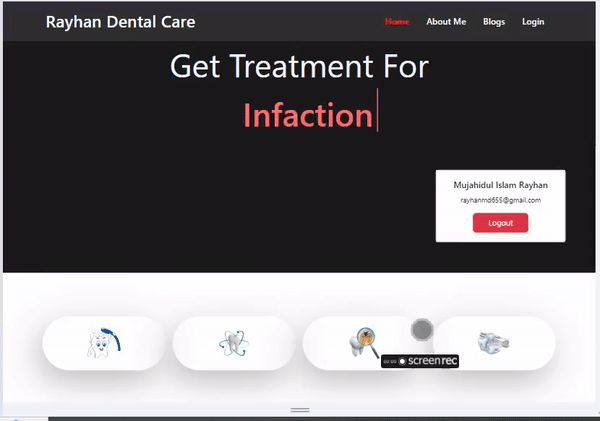 Rayhan Dental Care
Home About Me Blogs Login
Get Treatment For
Infaction
Mujahidul Islam Rayhan
rayhanmd655@gmail.com
Logout
screenrec